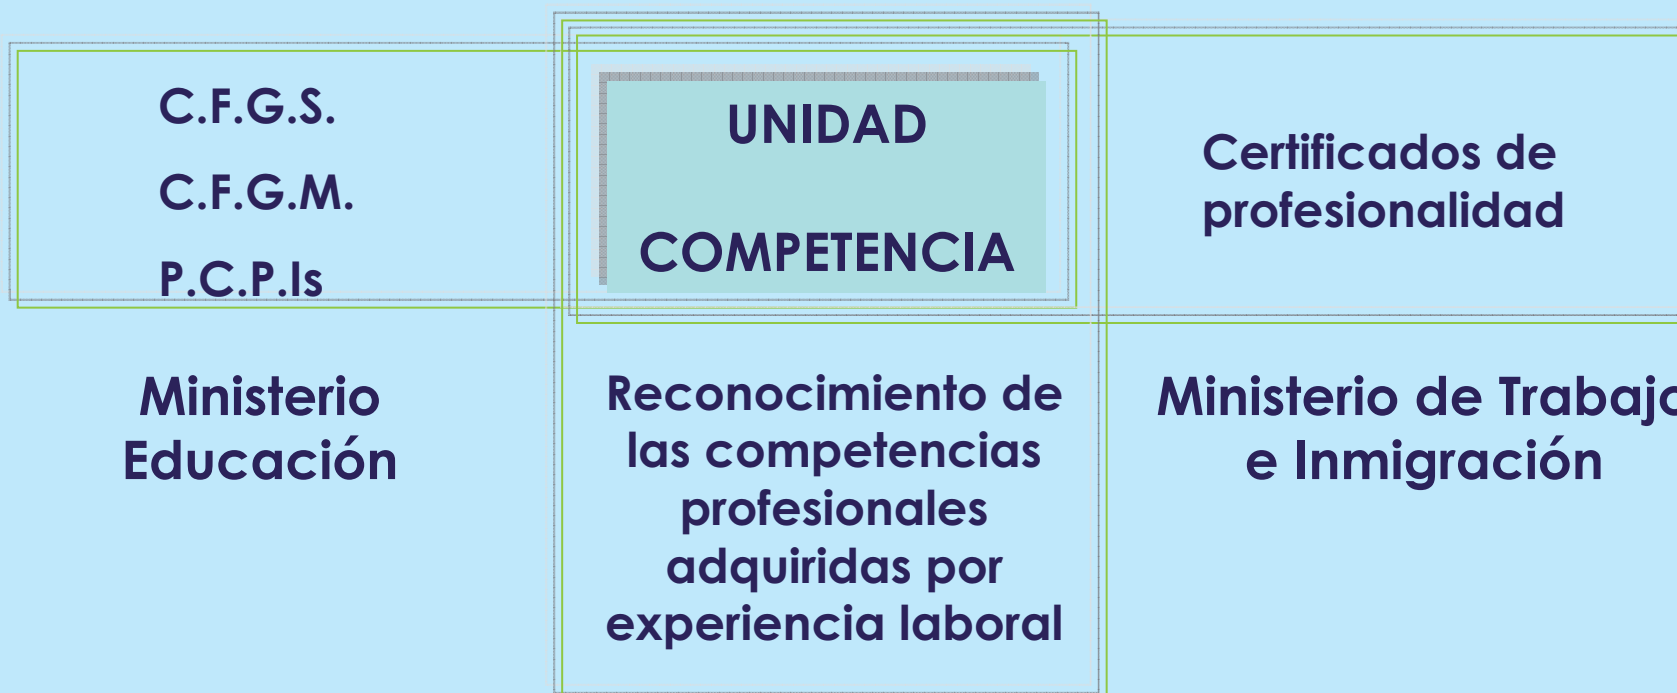 C.F.G.S.
C.F.G.M.
P.C.P.Is
UNIDAD
COMPETENCIA
Certificados de
profesionalidad
Ministerio
Educación
Reconocimiento de
las competencias
profesionales
adquiridas por
experiencia laboral
Ministerio de Trabajo
e Inmigración